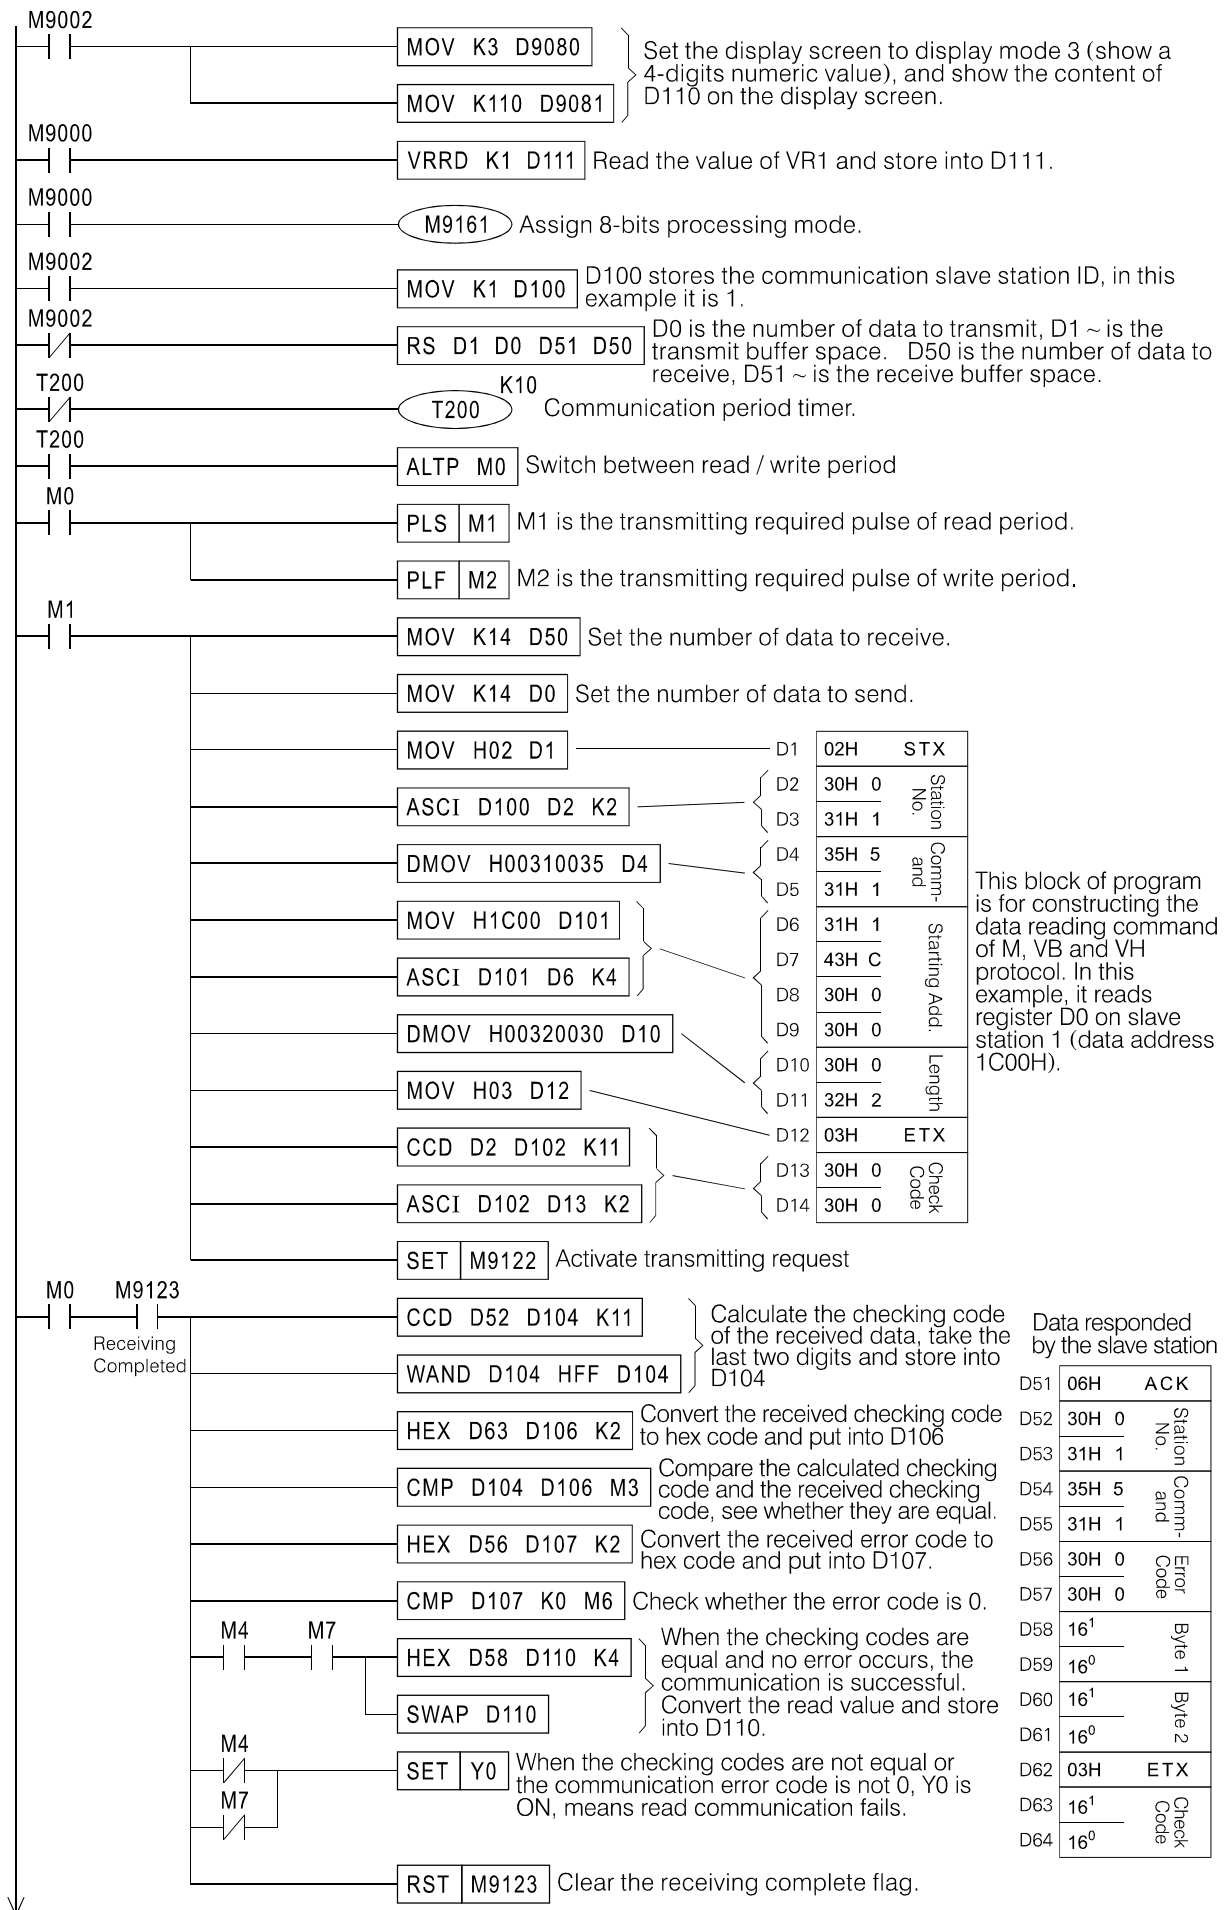 M9002
MOV K3 D9080
MOV K110 D9081
Set the display screen to display mode 3 (show a
4-digits numeric value), and show the content of
D110 on the display screen.
M9000
VRRD K1 D111
Read the value of VR1 and store into D111.
M9000
M9161
Assign 8-bits processing mode.
M9002
MOV K1 D100
D100 stores the communication slave station ID, in this
example it is 1.
M9002
RS D1 D0 D51 D50
D0 is the number of data to transmit, D1 ~ is the
transmit buffer space. D50 is the number of data to
receive, D51 ~ is the receive buffer space.
T200
K10
T200
Communication period timer.
T200
ALTP M0
Switch between read / write period
M0
PLS M1
M1 is the transmitting required pulse of read period.
PLF M2
M2 is the transmitting required pulse of write period.
M1
MOV K14 D50
Set the number of data to receive.
MOV K14 D0
Set the number of data to send.
MOV H02 D1
ASCI D100 D2 K2
DMOV H00310035 D4
MOV H1C00 D101
ASCI D101 D6 K4
DMOV H00320030 D10
MOV H03 D12
CCD D2 D102 K11
ASCI D102 D13 K2
D1 02H STX
D2 30H 0
D3 31H 1
Station
No.
D4 35H 5
D5 31H 1
Comm-
and
D6 31H 1
D7 43H C
D8 30H 0
D9 30H 0
Starting Add.
D10 30H 0
D11 32H 2
Length
D12 03H ETX
D13 30H 0
D14 30H 0
Check
Code
This block of program
is for constructing the
data reading command
of M, VB and VH
protocol. In this
example, it reads
register D0 on slave
station 1 (data address
1C00H).
SET M9122
Activate transmitting request
M0 M9123
Receiving
Completed
CCD D52 D104 K11
WAND D104 HFF D104
Calculate the checking code
of the received data, take the
last two digits and store into
D104
HEX D63 D106 K2
Convert the received checking code
to hex code and put into D106
CMP D104 D106 M3
Compare the calculated checking
code and the received checking
code, see whether they are equal.
HEX D56 D107 K2
Convert the received error code to
hex code and put into D107.
CMP D107 K0 M6
Check whether the error code is 0.
M4 M7
HEX D58 D110 K4
SWAP D110
When the checking codes are
equal and no error occurs, the
communication is successful.
Convert the read value and store
into D110.
M4
M7
SET Y0
When the checking codes are not equal or
the communication error code is not 0, Y0 is
ON, means read communication fails.
RST M9123
Clear the receiving complete flag.
Data responded
by the slave station
D51 06H ACK
D52 30H 0
D53 31H 1
Station
No.
D54 35H 5
D55 31H 1
Comm-
and
D56 30H 0
D57 30H 0
Error
Code
D58 16¹
D59 16⁰
Byte 1
D60 16¹
D61 16⁰
Byte 2
D62 03H ETX
D63 16¹
D64 16⁰
Check
Code